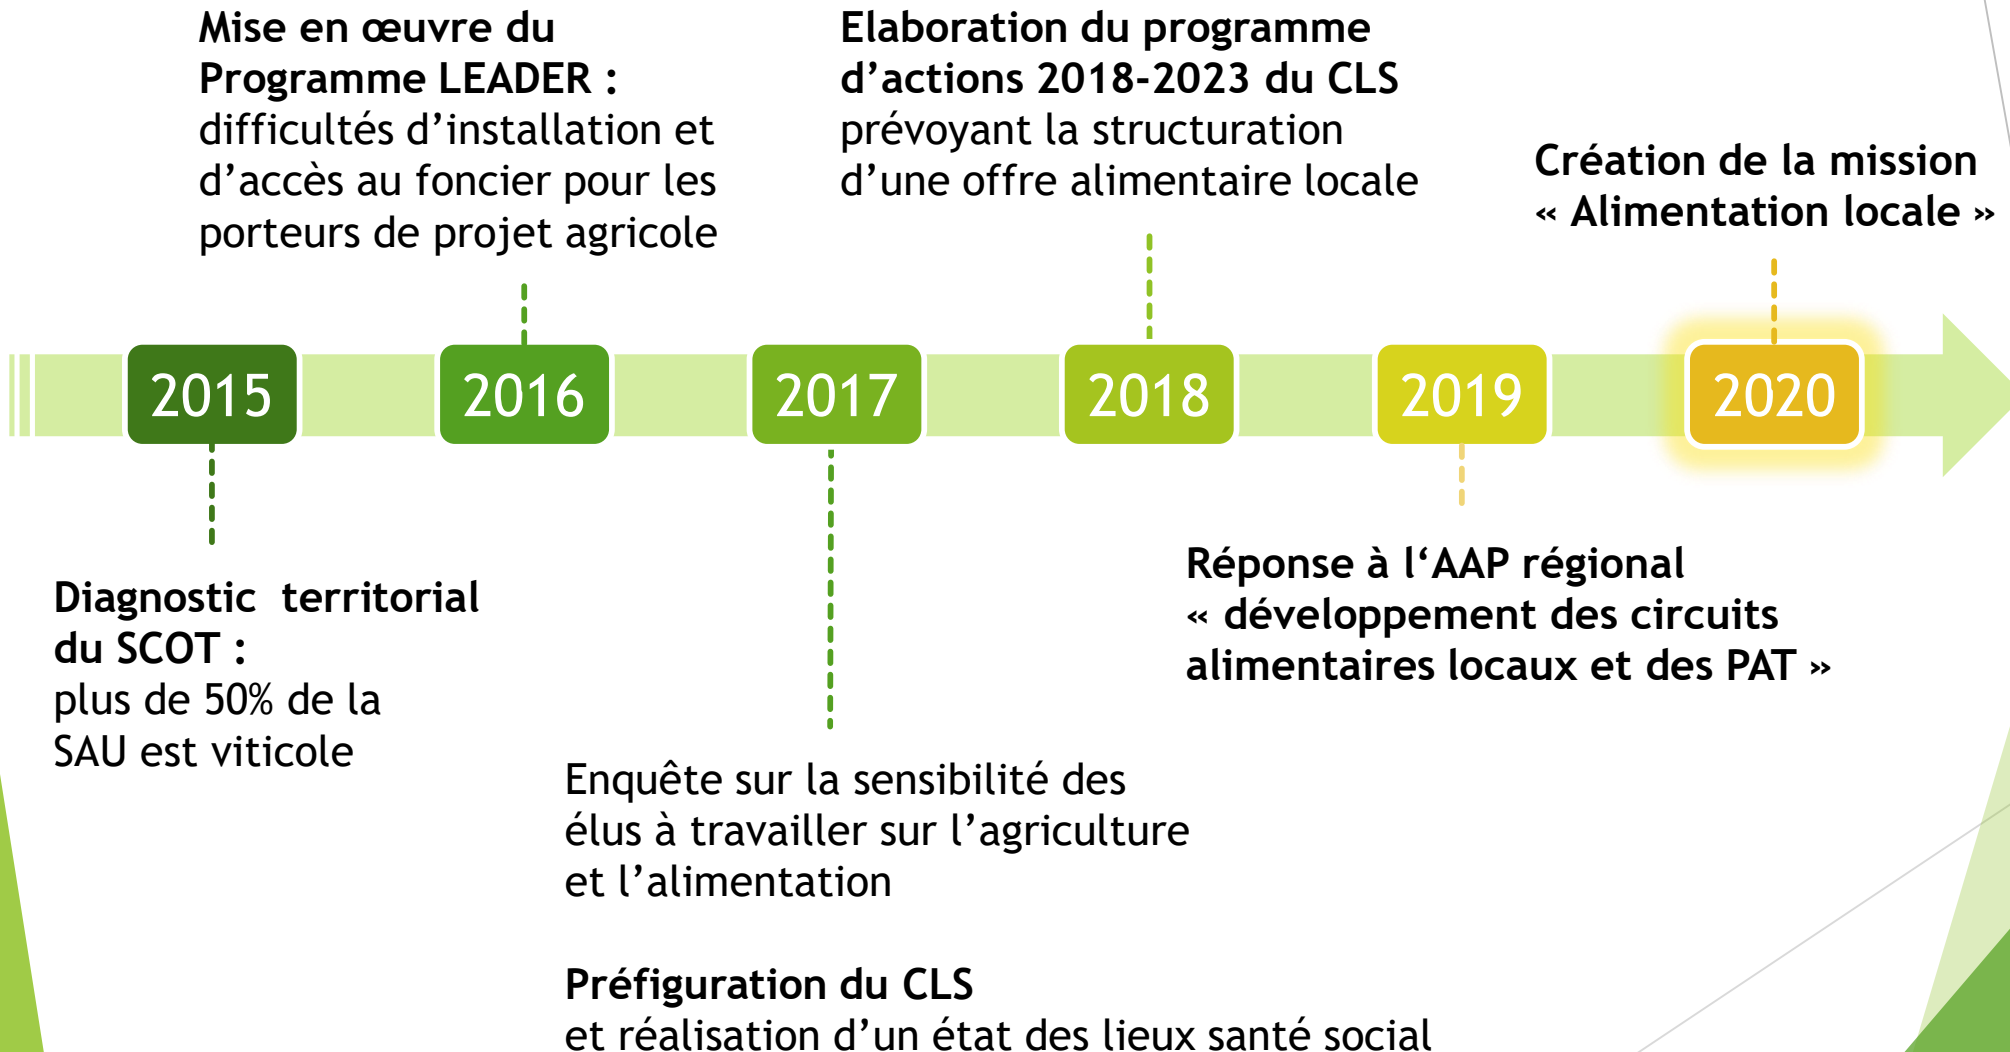 Mise en œuvre du
Programme LEADER :
difficultés d’installation et
d’accès au foncier pour les
porteurs de projet agricole
Elaboration du programme
d’actions 2018-2023 du CLS
prévoyant la structuration
d’une offre alimentaire locale
Création de la mission
« Alimentation locale »
2015
2016
2017
2018
2019
2020
Diagnostic  territorial
du SCOT :
plus de 50% de la
SAU est viticole
Enquête sur la sensibilité des
élus à travailler sur l’agriculture
et l’alimentation
Préfiguration du CLS
et réalisation d’un état des lieux santé social
Réponse à l‘AAP régional
« développement des circuits
alimentaires locaux et des PAT »